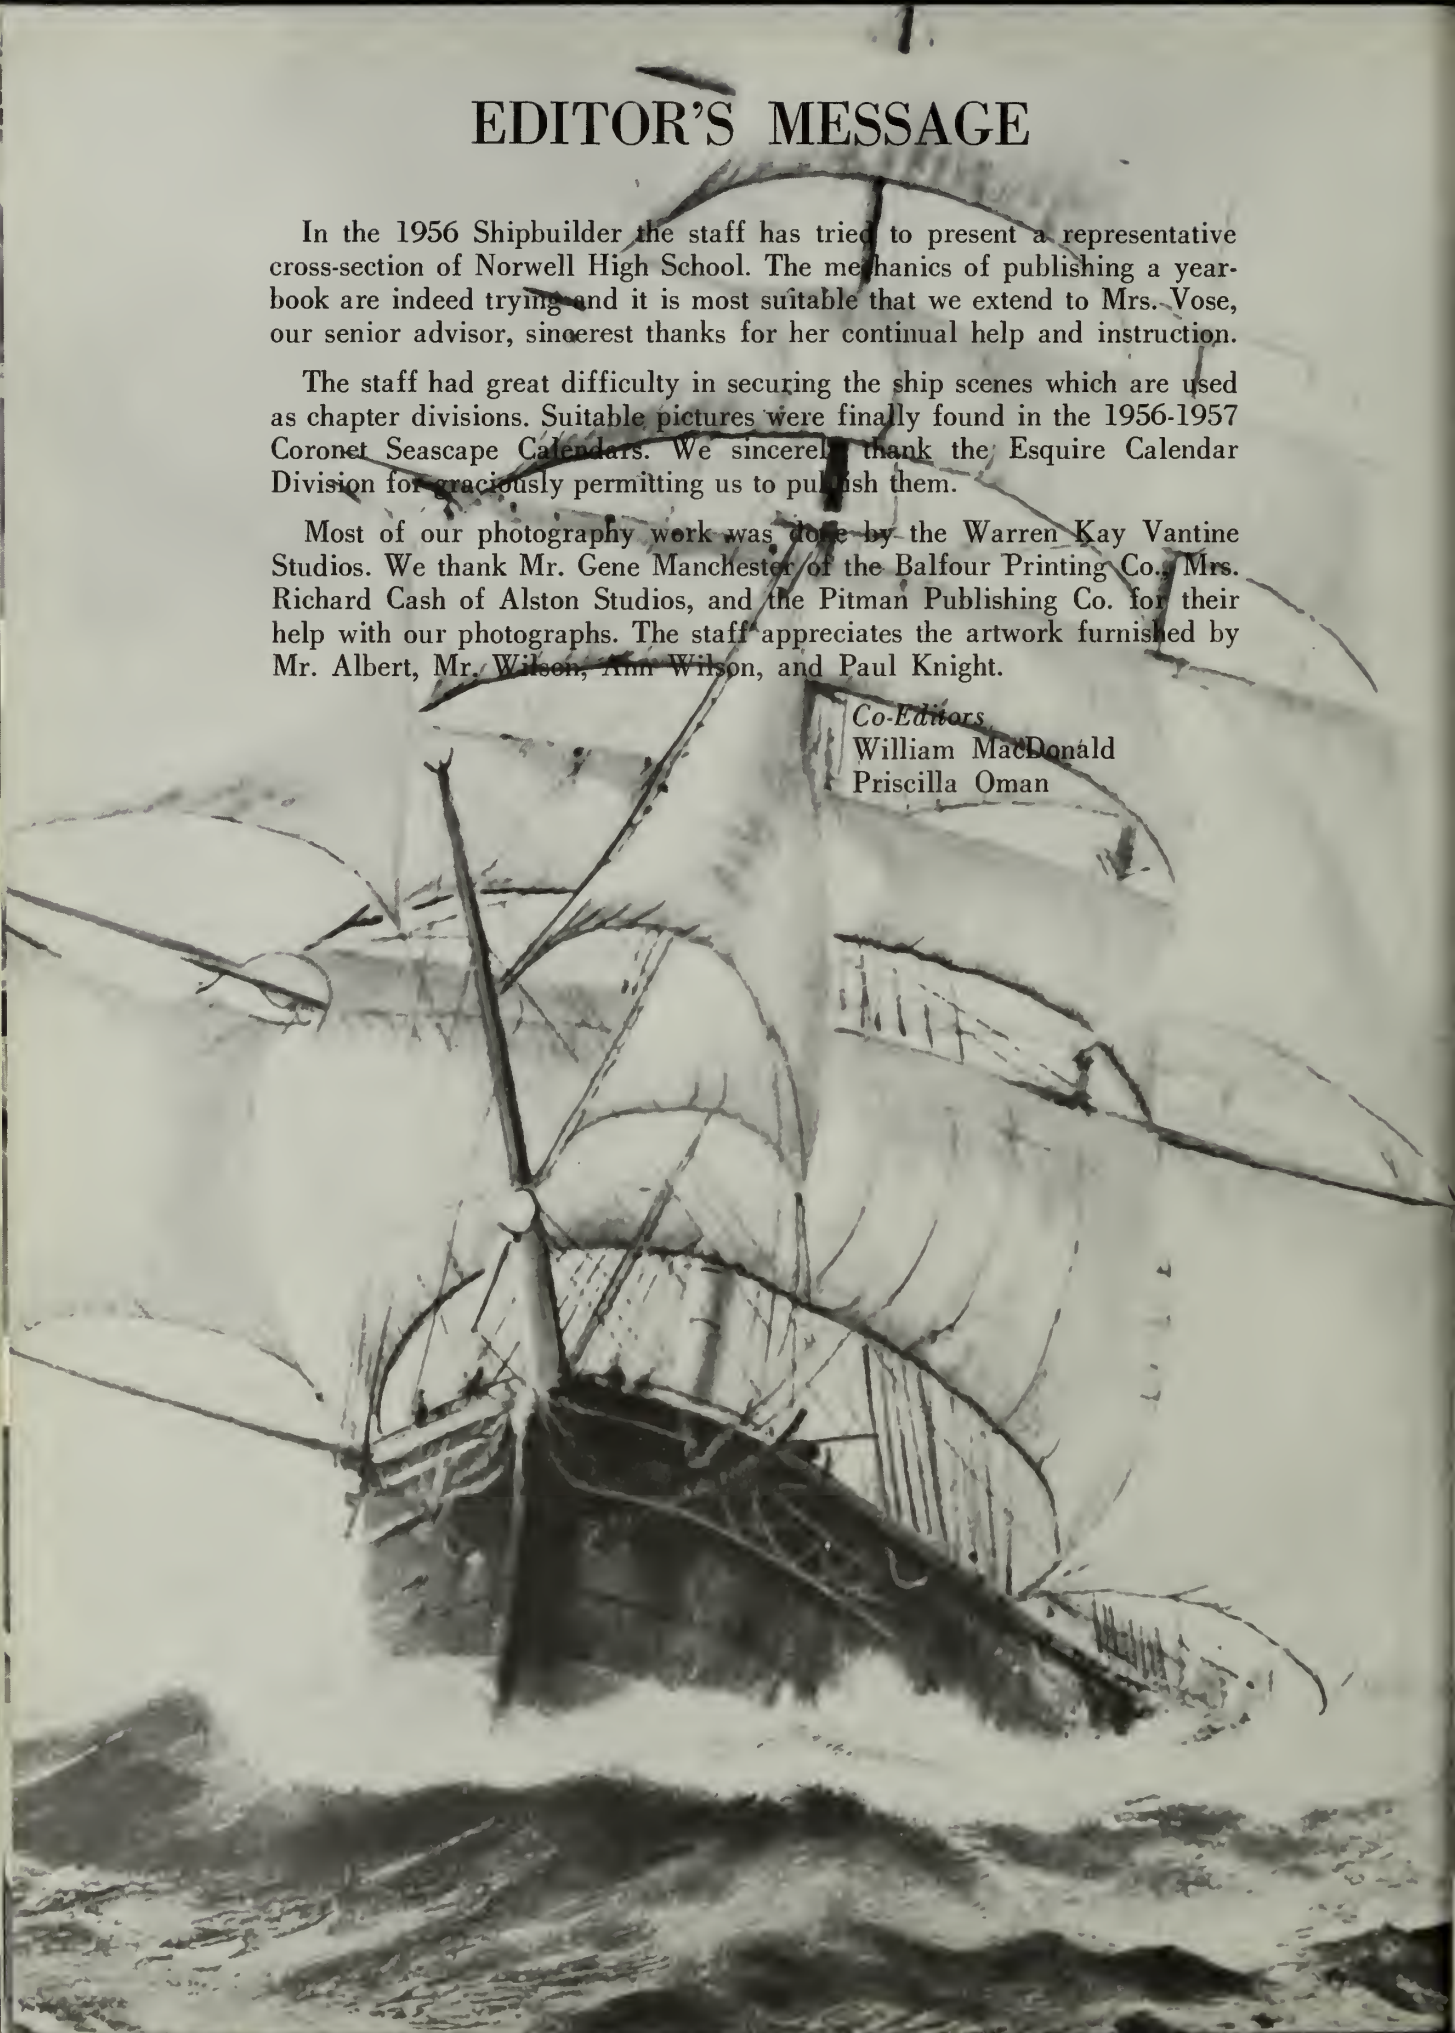 EDITOR'S MESSAGE
In the 1956 Shipbuilder the staff has tried to present a representative
cross-section of Norwell High School. The mechanics of publishing a year-
book are indeed trying and it is most suitable that we extend to Mrs. Vose,
our senior advisor, sincerest thanks for her continual help and instruction.
The staff had great difficulty in securing the ship scenes which are used
as chapter divisions. Suitable pictures were finally found in the 1956-1957
Coronet Seascape Calendars. We sincerely thank the Esquire Calendar
Division for graciously permitting us to publish them.
Most of our photography work was done by the Warren Kay Vantine
Studios. We thank Mr. Gene Manchester of the Balfour Printing Co., Mrs.
Richard Cash of Alston Studios, and the Pitman Publishing Co. for their
help with our photographs. The staff appreciates the artwork furnished by
Mr. Albert, Mr. Wilson, Ann Wilson, and Paul Knight.
Co-Editors
William MacDonald
Priscilla Oman